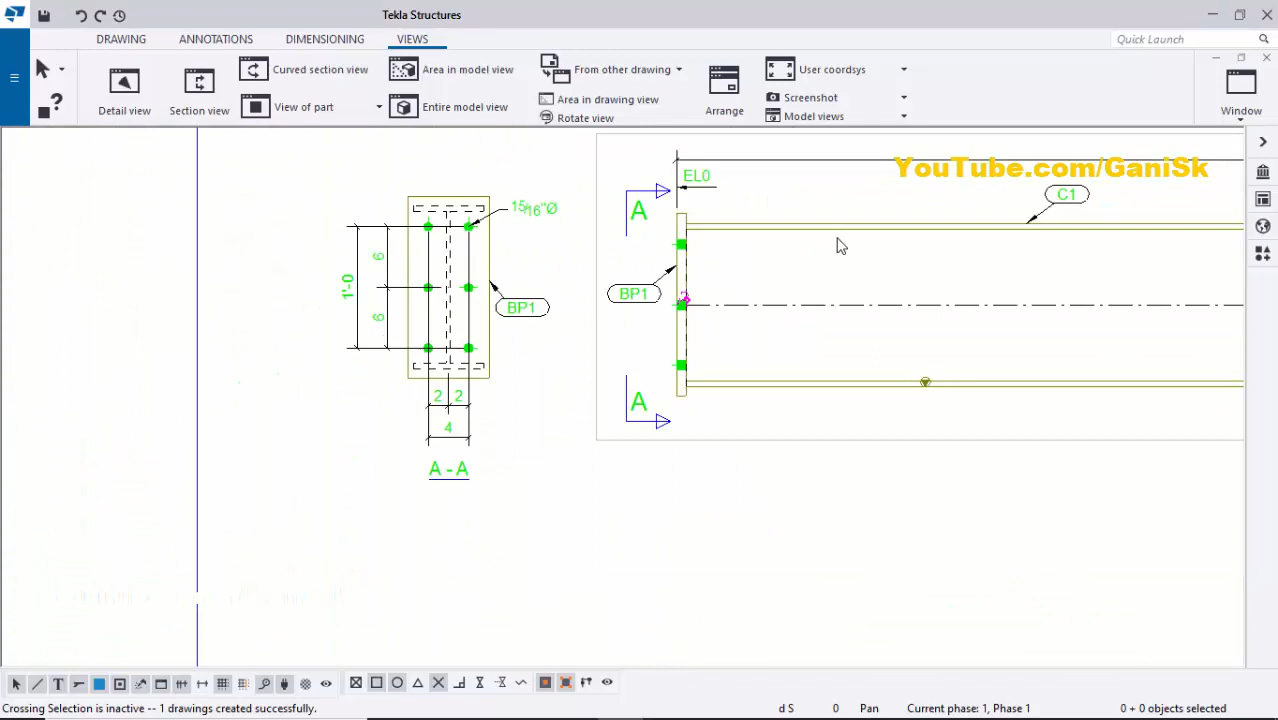 Tekla Structures
DRAWING ANNOTATIONS DIMENSIONING VIEWS
Quick Launch
Detail view
Section view
Curved section view
View of part
Area in model view
Entire model view
From other drawing
Area in drawing view
Rotate view
Arrange
User coordsys
Screenshot
Model views
Window
YouTube.com/GaniSk
EL0
A
C1
15/16"Ø
6
1'-0
6
BP1
BP1
2 2
4
A - A
A
Crossing Selection is inactive -- 1 drawings created successfully.
d S
0
Pan
Current phase: 1, Phase 1
0 + 0 objects selected